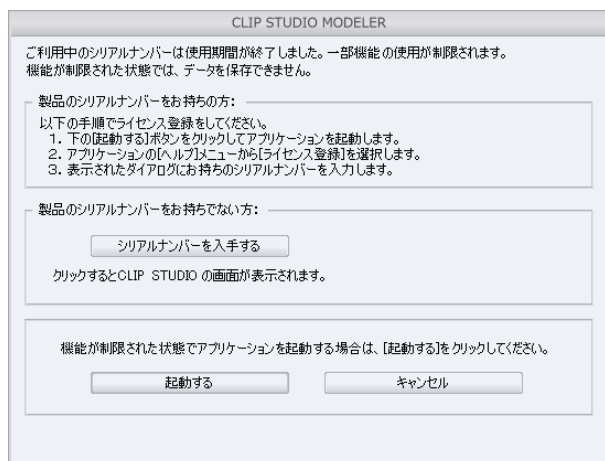 CLIP STUDIO MODELER
ご利用中のシリアルナンバーは使用期間が終了しました。一部機能の使用が制限されます。
機能が制限された状態では、データを保存できません。
製品のシリアルナンバーをお持ちの方:
以下の手順でライセンス登録をしてください。
1. 下の[起動する]ボタンをクリックしてアプリケーションを起動します。
2. アプリケーションの[ヘルプ]メニューから[ライセンス登録]を選択します。
3. 表示されたダイアログにお持ちのシリアルナンバーを入力します。
製品のシリアルナンバーをお持ちでない方:
シリアルナンバーを入手する
クリックするとCLIP STUDIO の画面が表示されます。
機能が制限された状態でアプリケーションを起動する場合は、[起動する]をクリックしてください。
起動する
キャンセル